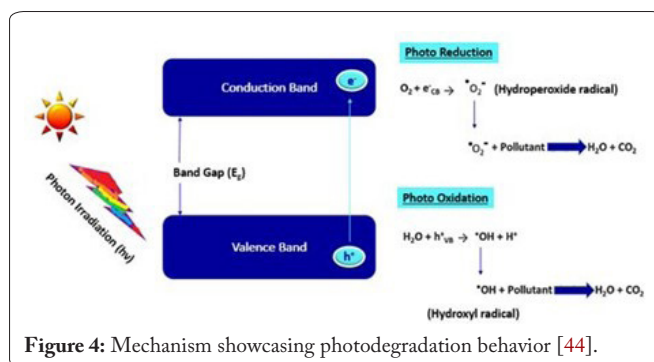 Photo Reduction
O₂ + e⁻CB → •O₂⁻ (Hydroperoxide radical)
•O₂⁻ + Pollutant → H₂O + CO₂
Conduction Band
e⁻
Band Gap (Eg)
Photon Irradiation (hv)
Valence Band
h⁺
Photo Oxidation
H₂O + h⁺VB → •OH + H⁺
•OH + Pollutant → H₂O + CO₂
(Hydroxyl radical)
Figure 4: Mechanism showcasing photodegradation behavior [44].